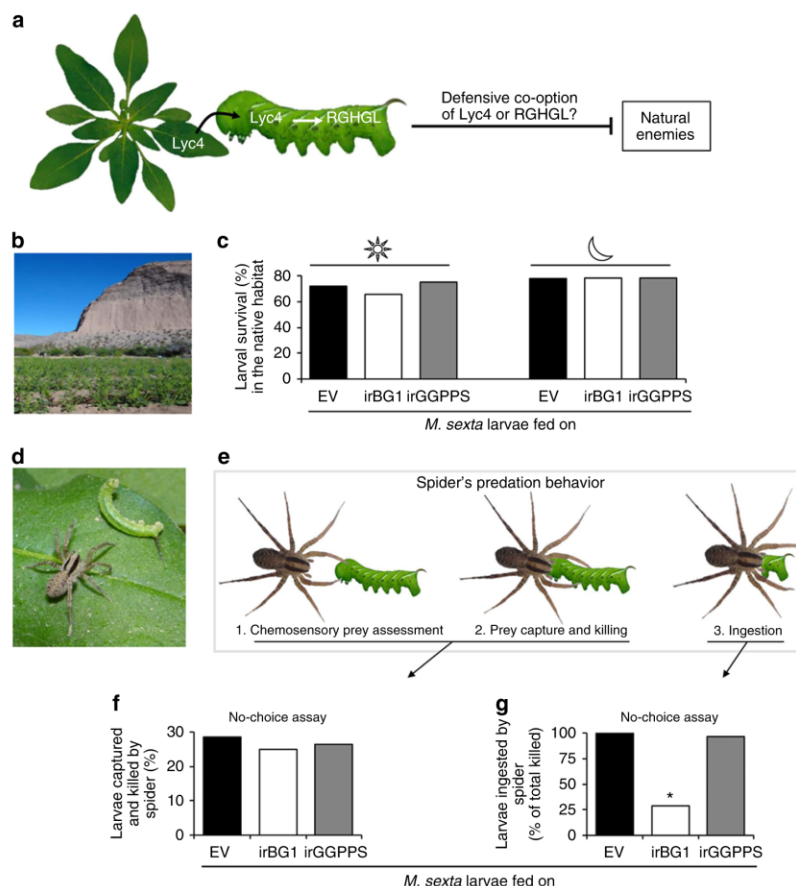 a
Lyc4
Lyc4
RGHGL
Defensive co-option
of Lyc4 or RGHGL?
Natural
enemies
b
c
Larval survival (%)
in the native habitat
80
60
40
20
0
EV
irBG1
irGGPPS
EV
irBG1
irGGPPS
M. sexta larvae fed on
d
e
Spider's predation behavior
1. Chemosensory prey assessment
2. Prey capture and killing
3. Ingestion
f
No-choice assay
Larvae captured
and killed by
spider (%)
30
20
10
0
EV
irBG1
irGGPPS
g
No-choice assay
Larvae ingested by
spider
(% of total killed)
100
75
50
25
0
*
EV
irBG1
irGGPPS
M. sexta larvae fed on